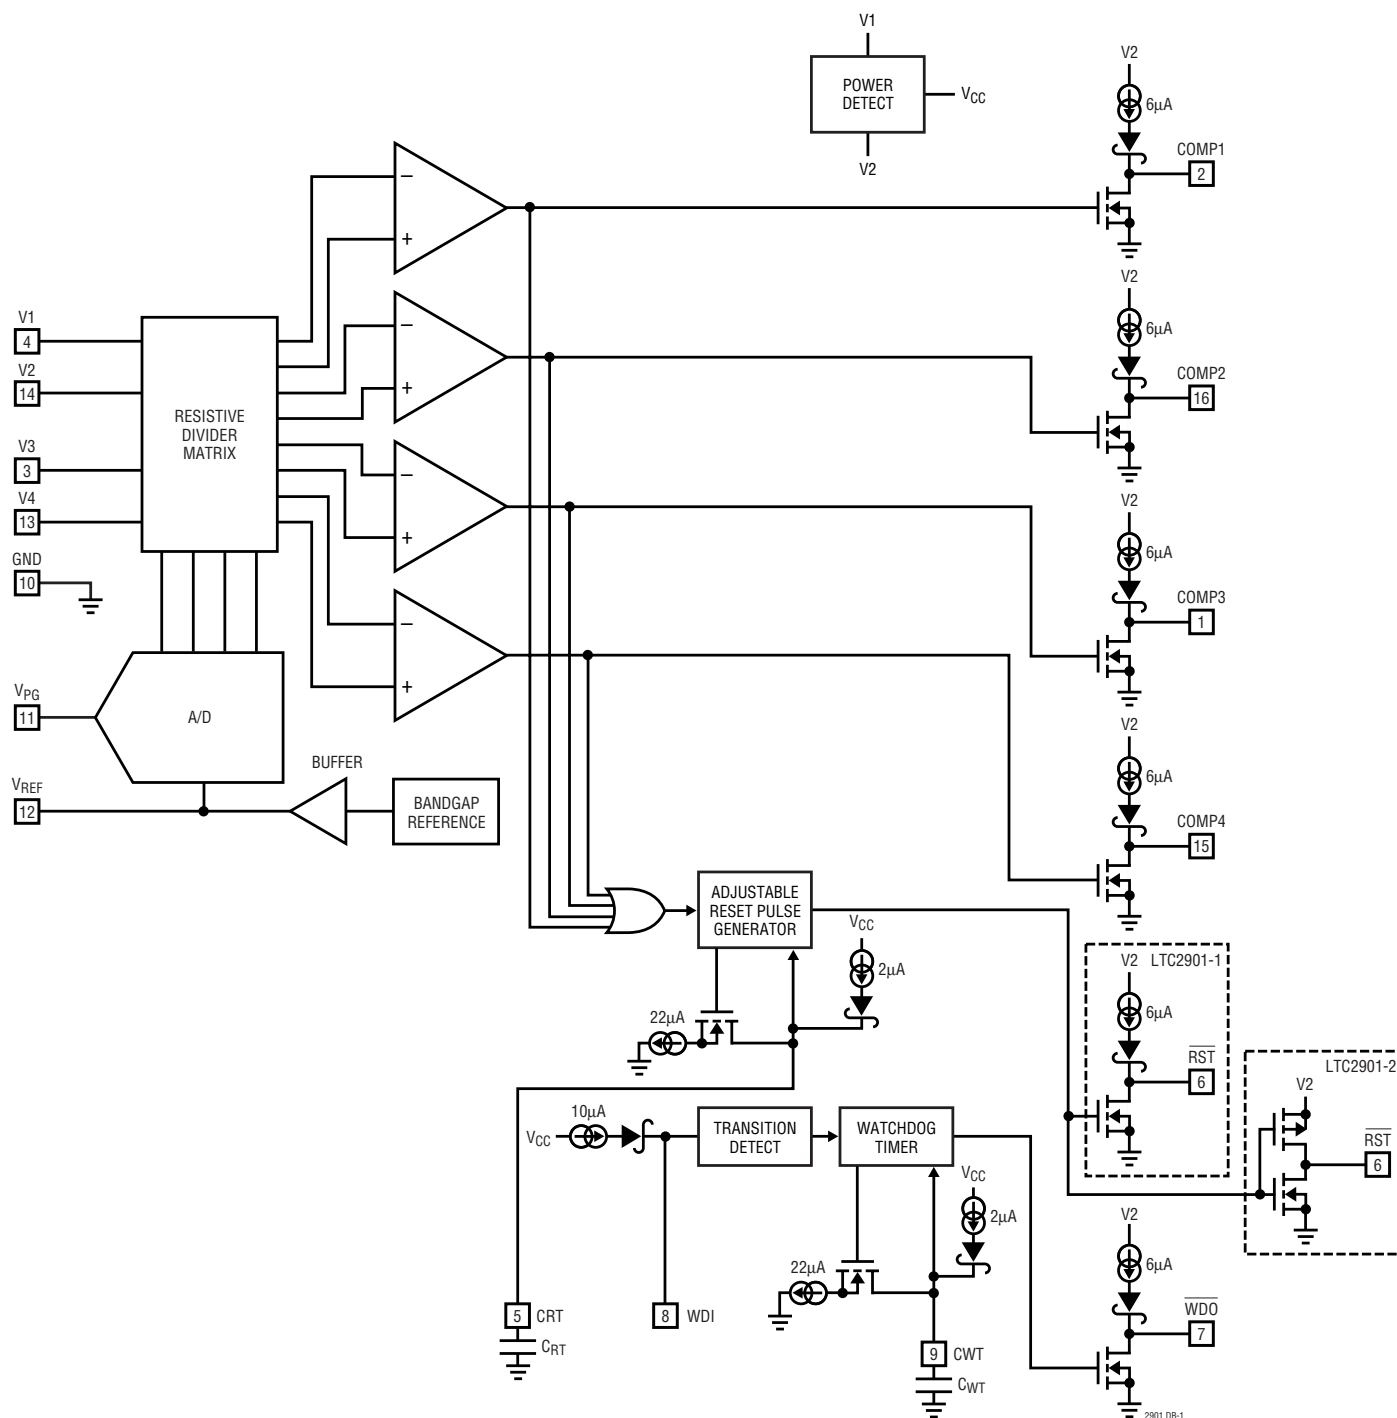 V1
POWER
DETECT
VCC
V2
V2
6µA
COMP1
2
−
+
V2
6µA
COMP2
16
−
+
V1
4
V2
14
V3
3
V4
13
GND
10
RESISTIVE
DIVIDER
MATRIX
−
+
V2
6µA
COMP3
1
−
+
VPG
11
A/D
VREF
12
BUFFER
BANDGAP
REFERENCE
V2
6µA
COMP4
15
ADJUSTABLE
RESET PULSE
GENERATOR
VCC
2µA
22µA
V2
LTC2901-1
6µA
RST
6
LTC2901-2
V2
RST
6
10µA
VCC
TRANSITION
DETECT
WATCHDOG
TIMER
VCC
2µA
22µA
V2
6µA
WDO
7
5
CRT
CRT
8
WDI
9
CWT
CWT
2901 DB-1